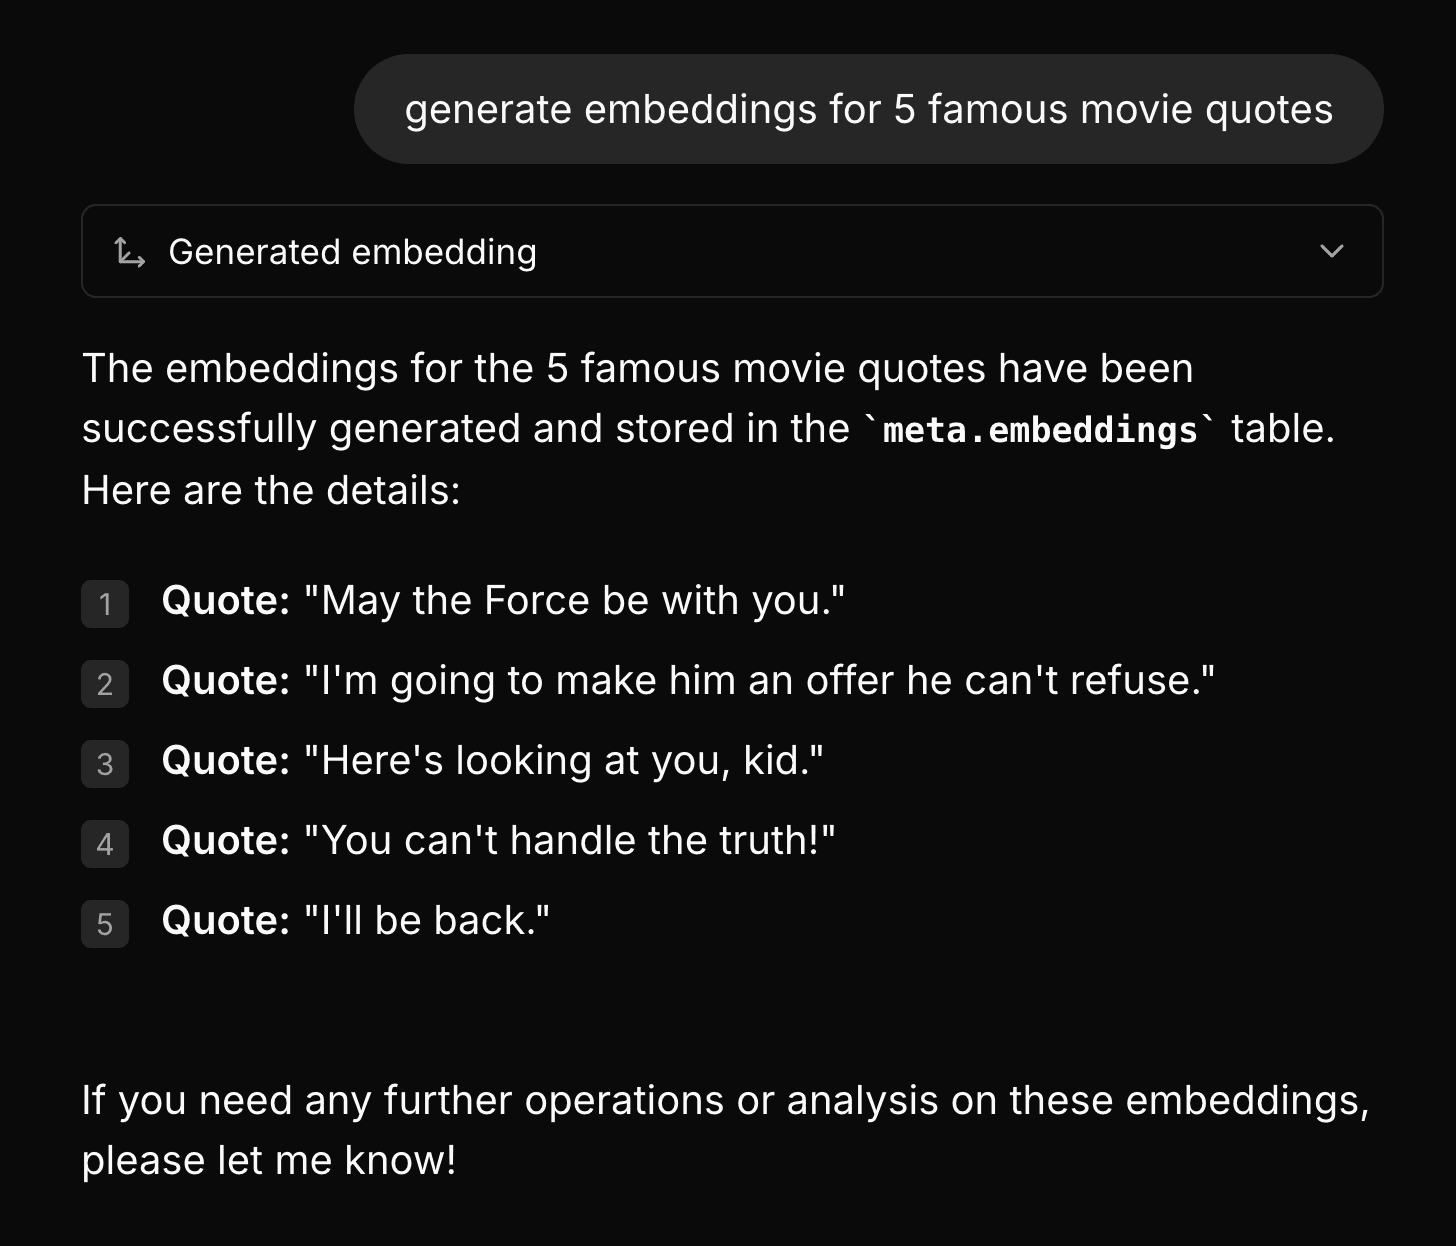 generate embeddings for 5 famous movie quotes
Generated embedding
The embeddings for the 5 famous movie quotes have been
successfully generated and stored in the `meta.embeddings` table.
Here are the details:
1 Quote: "May the Force be with you."
2 Quote: "I'm going to make him an offer he can't refuse."
3 Quote: "Here's looking at you, kid."
4 Quote: "You can't handle the truth!"
5 Quote: "I'll be back."
If you need any further operations or analysis on these embeddings,
please let me know!